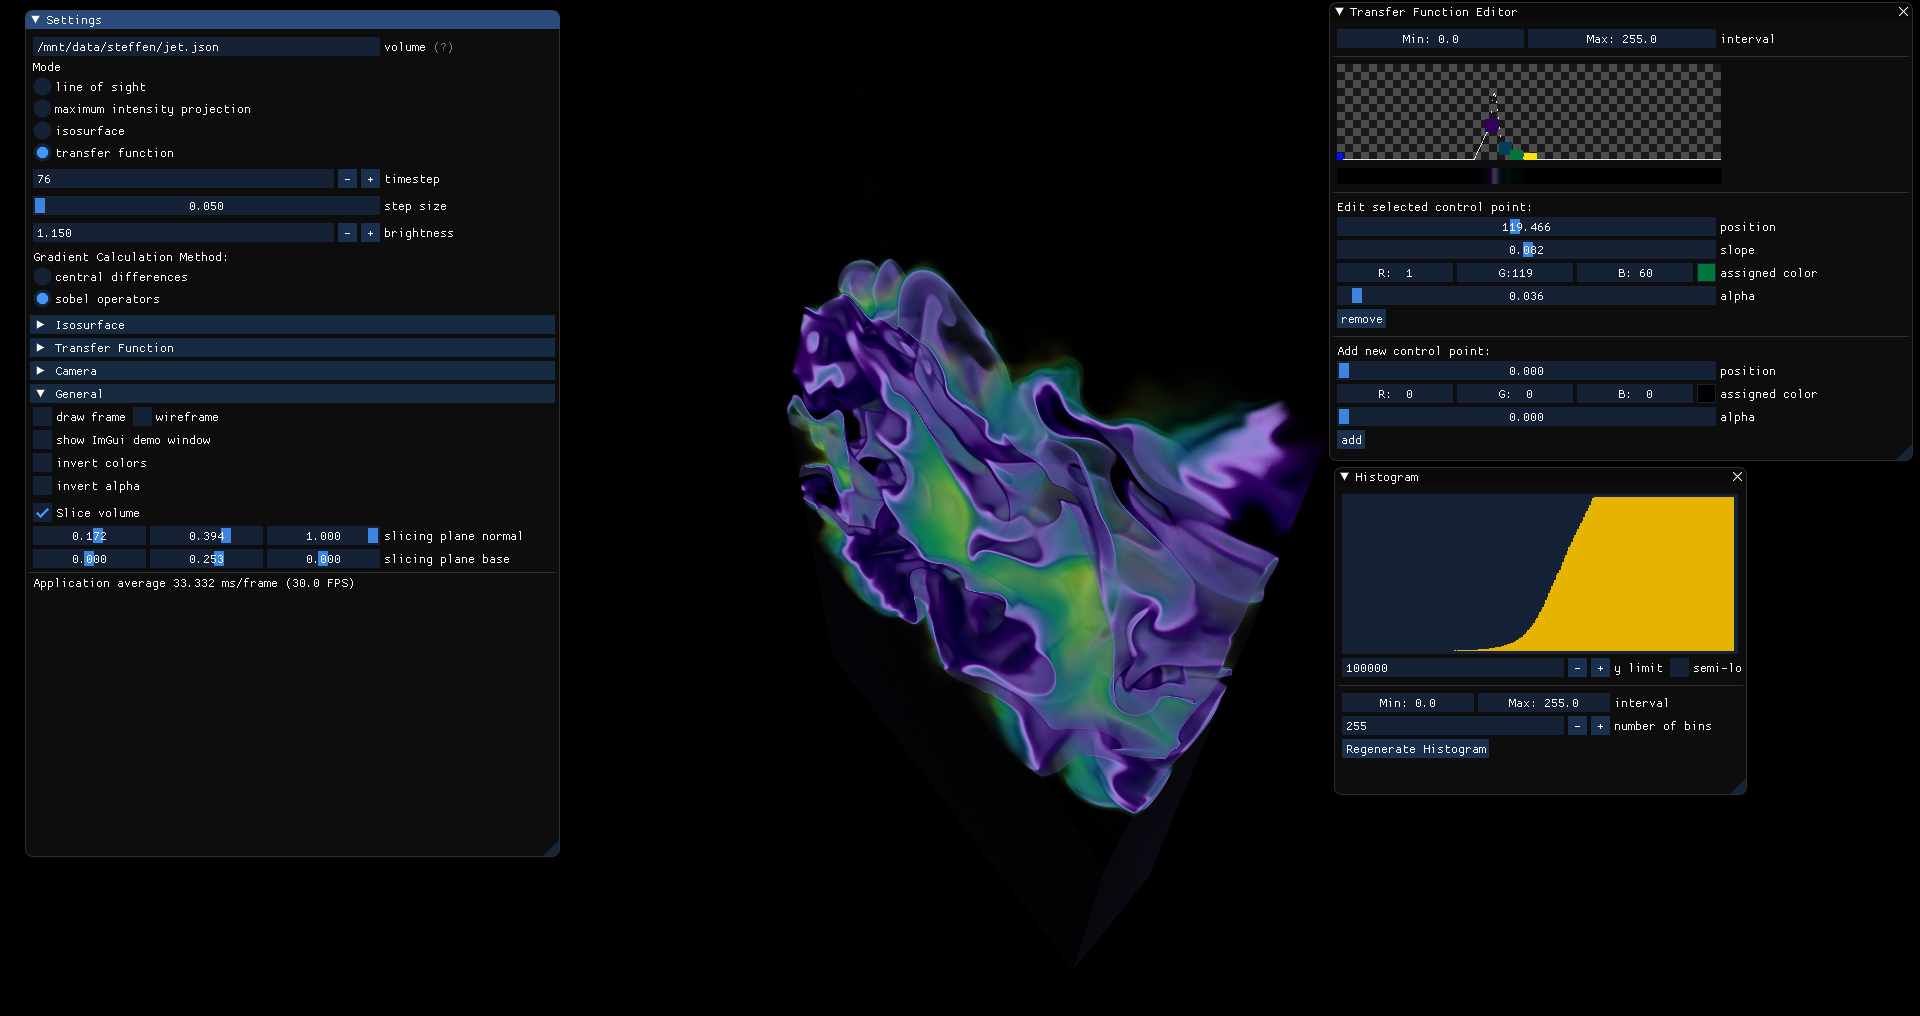 Settings
/mnt/data/steffen/jet.json volume (?)
Mode
line of sight
maximum intensity projection
isosurface
transfer function
76 - + timestep
0.050 step size
1.150 - + brightness
Gradient Calculation Method:
central differences
sobel operators
Isosurface
Transfer Function
Camera
General
draw frame wireframe
show ImGui demo window
invert colors
invert alpha
Slice volume
0.172 0.394 1.000 slicing plane normal
0.000 0.253 0.000 slicing plane base
Application average 33.332 ms/frame (30.0 FPS)
Transfer Function Editor
Min: 0.0 Max: 255.0 interval
Edit selected control point:
119.466 position
0.082 slope
R: 1 G:119 B: 60 assigned color
0.036 alpha
remove
Add new control point:
0.000 position
R: 0 G: 0 B: 0 assigned color
0.000 alpha
add
Histogram
100000 - + y limit semi-lo
Min: 0.0 Max: 255.0 interval
255 - + number of bins
Regenerate Histogram